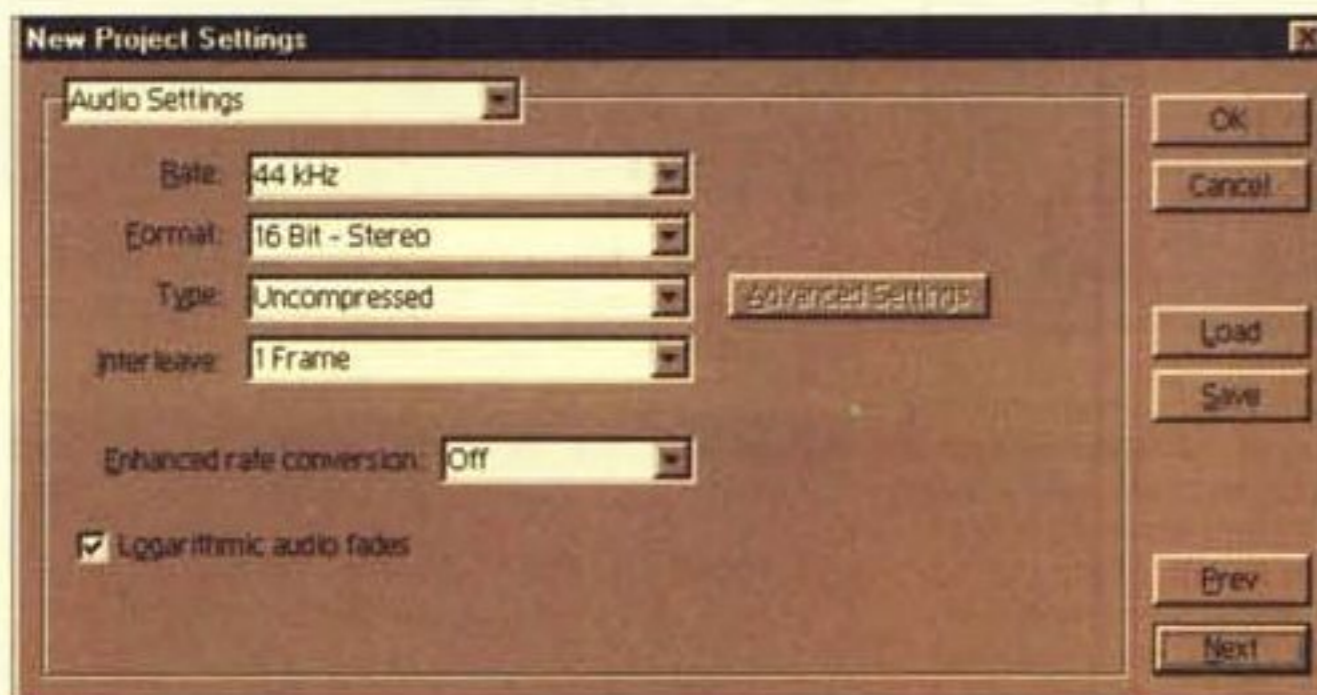 New Project Settings
Audio Settings
OK
Rate: 44 kHz
Cancel
Format: 16 Bit - Stereo
Type: Uncompressed
Advanced Settings
Interleave: 1 Frame
Load
Save
Enhanced rate conversion: Off
Logarithmic audio fades
Prev
Next